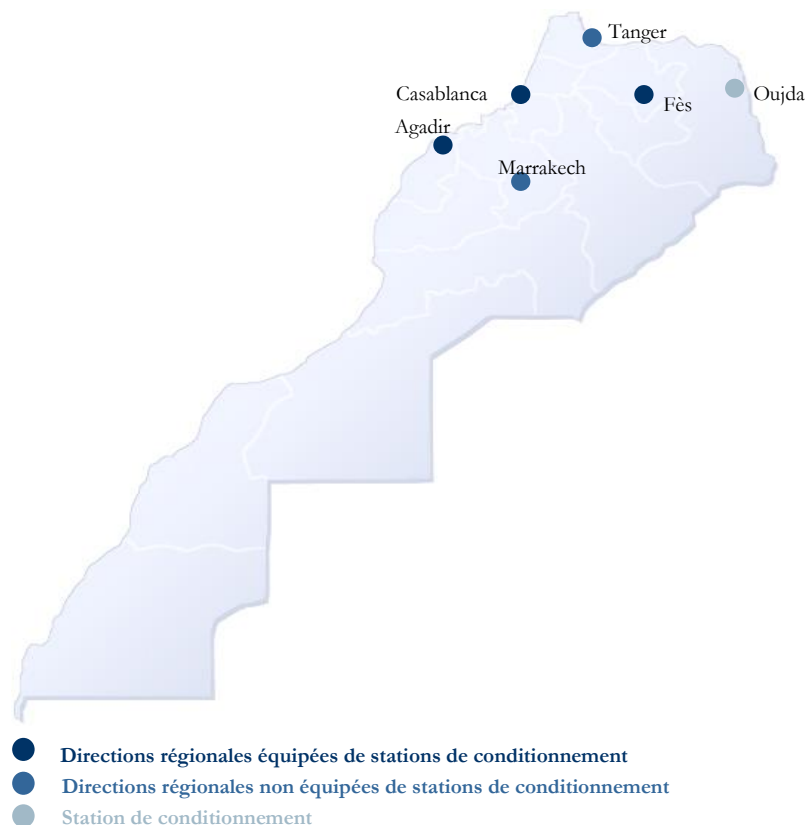 Tanger
Casablanca
Oujda
Fès
Agadir
Marrakech
Directions régionales équipées de stations de conditionnement
Directions régionales non équipées de stations de conditionnement
Station de conditionnement